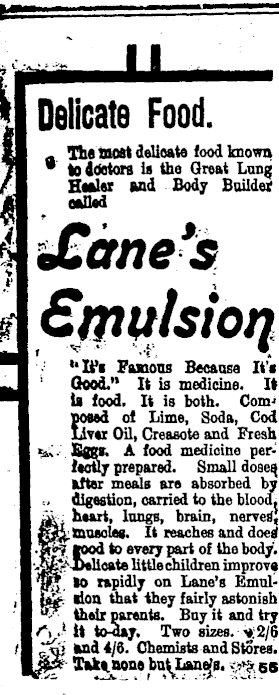 Delicate Food.
The most delicate food known
to doctors is the Great Lung
Healer and Body Builder
called
Lane's
Emulsion
"It's Famous Because It's
Good." It is medicine. It
is food. It is both. Com-
posed of Lime, Soda, Cod
Liver Oil, Creasote and Fresh
Eggs. A food medicine per-
fectly prepared. Small doses
after meals are absorbed by
digestion, carried to the blood,
heart, lungs, brain, nerves,
muscles. It reaches and does
good to every part of the body.
Delicate little children improve
so rapidly on Lane's Emul-
sion that they fairly astonish
their parents. Buy it and try
it to-day. Two sizes. 2/6
and 4/6. Chemists and Stores.
Take none but Lane's. 56